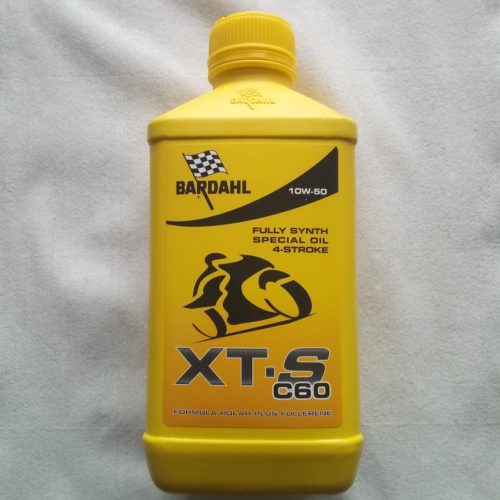 BARDAHL
BARDAHL
10W-50
FULLY SYNTH
SPECIAL OIL
4-STROKE
XT-S
C60
FORMULA POLAR PLUS FULLERENE